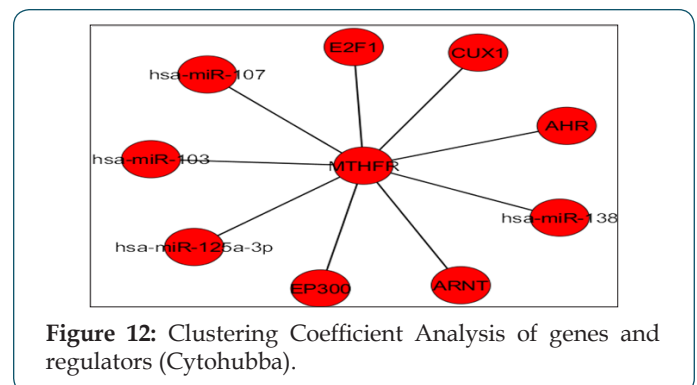 E2F1
CUX1
hsa-miR-107
AHR
hsa-miR-103
MTHFR
hsa-miR-138
hsa-miR-125a-3p
EP300
ARNT
Figure 12: Clustering Coefficient Analysis of genes and
regulators (Cytohubba).